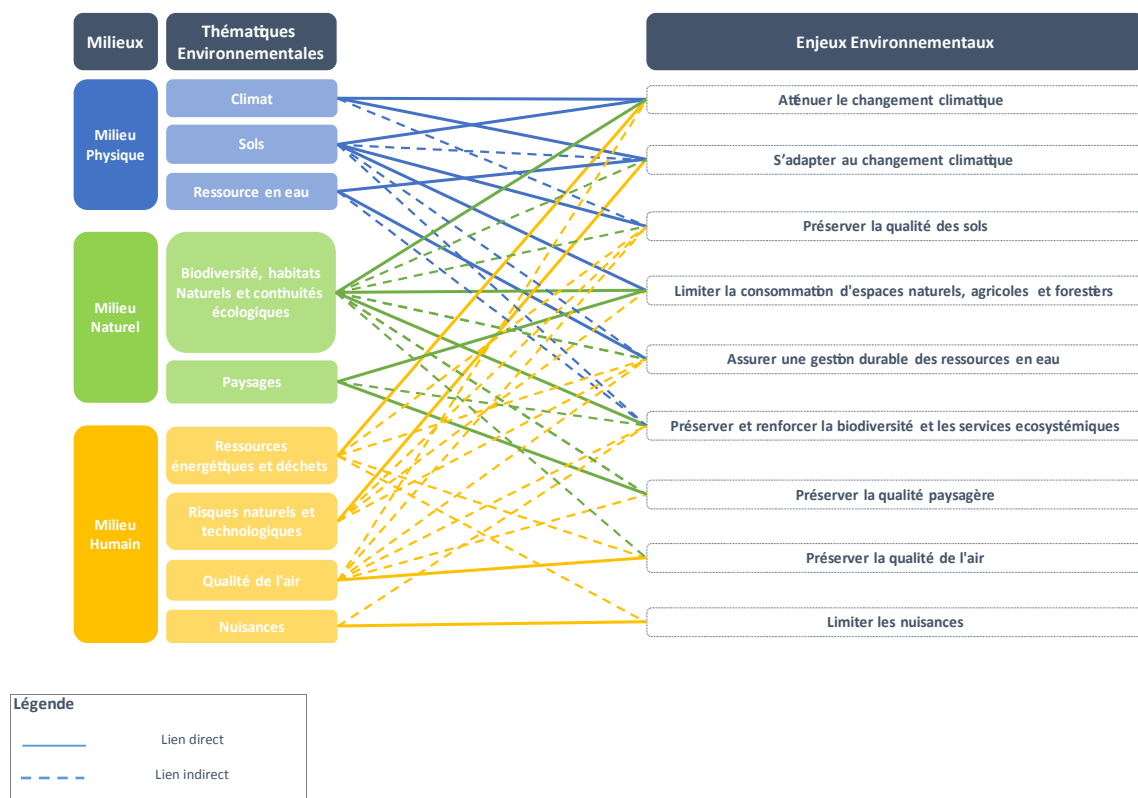 Milieux
Thématiques
Environnementales
Enjeux Environnementaux
Milieu
Physique
Climat
Sols
Ressource en eau
Milieu
Naturel
Biodiversité, habitats
Naturels et continuités
écologiques
Paysages
Milieu
Humain
Ressources
énergétiques et déchets
Risques naturels et
technologiques
Qualité de l'air
Nuisances
Atténuer le changement climatique
S’adapter au changement climatique
Préserver la qualité des sols
Limiter la consommation d'espaces naturels, agricoles et forestiers
Assurer une gestion durable des ressources en eau
Préserver et renforcer la biodiversité et les services ecosystémiques
Préserver la qualité paysagère
Préserver la qualité de l'air
Limiter les nuisances
Légende
Lien direct
Lien indirect